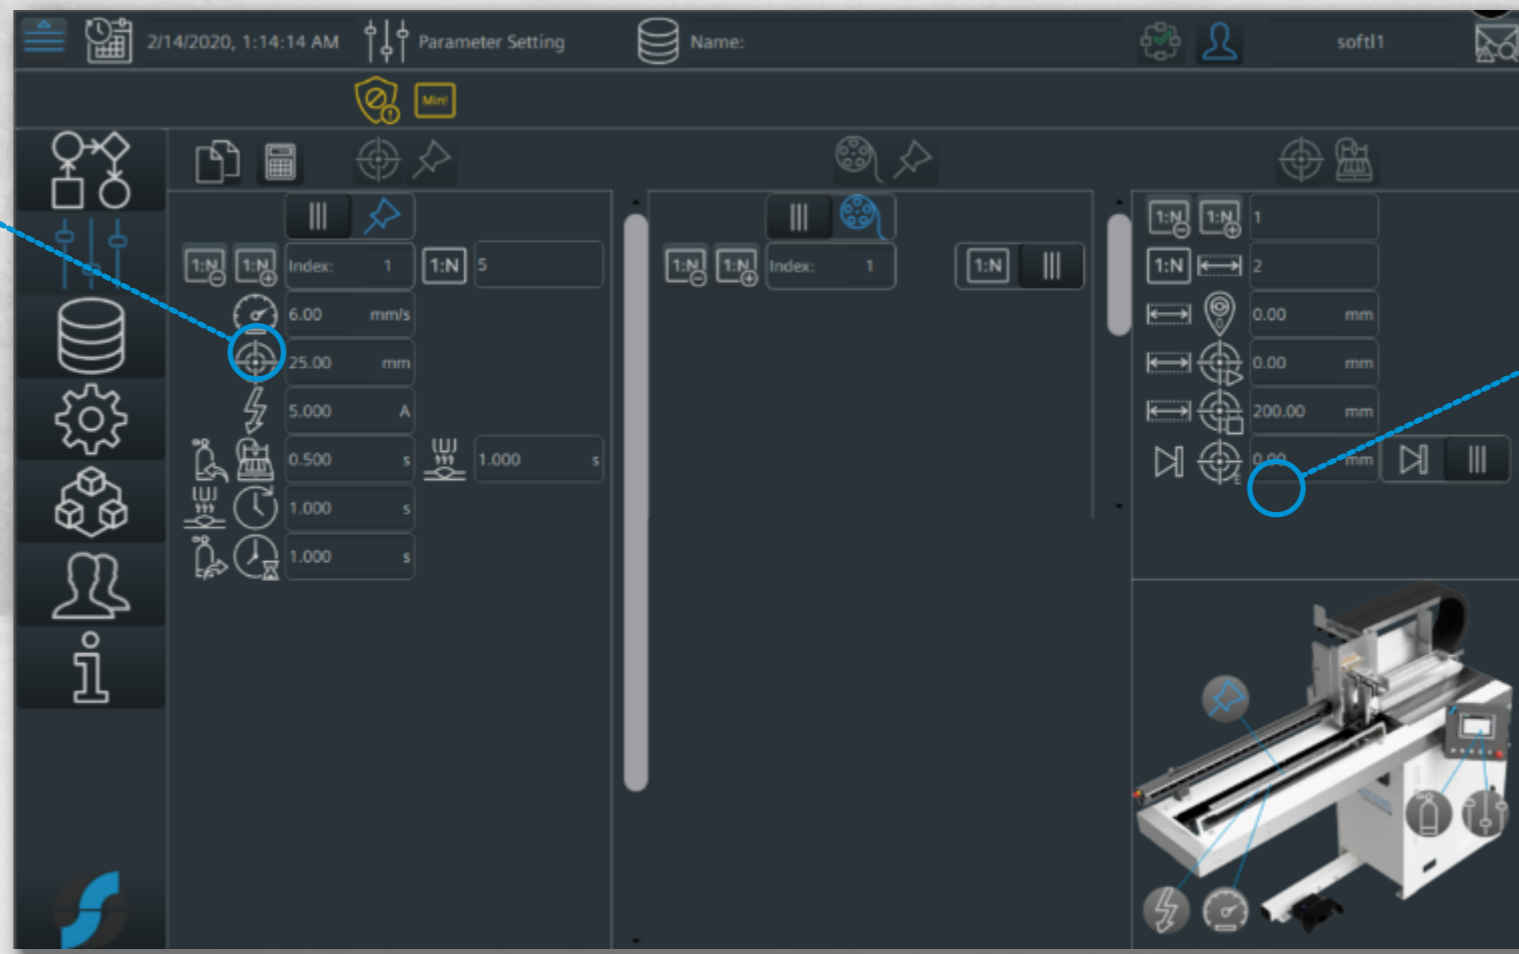 2/14/2020, 1:14:14 AM Parameter Setting Name: softl1
Min!
1:N 1:N Index: 1 1:N 5
6.00 mm/s
25.00 mm
5.000 A
0.500 s 1.000 s
1.000 s
1.000 s
1:N 1:N Index: 1 1:N
1:N 1:N 1
1:N 2
0.00 mm
0.00 mm
200.00 mm
E 0.00 mm